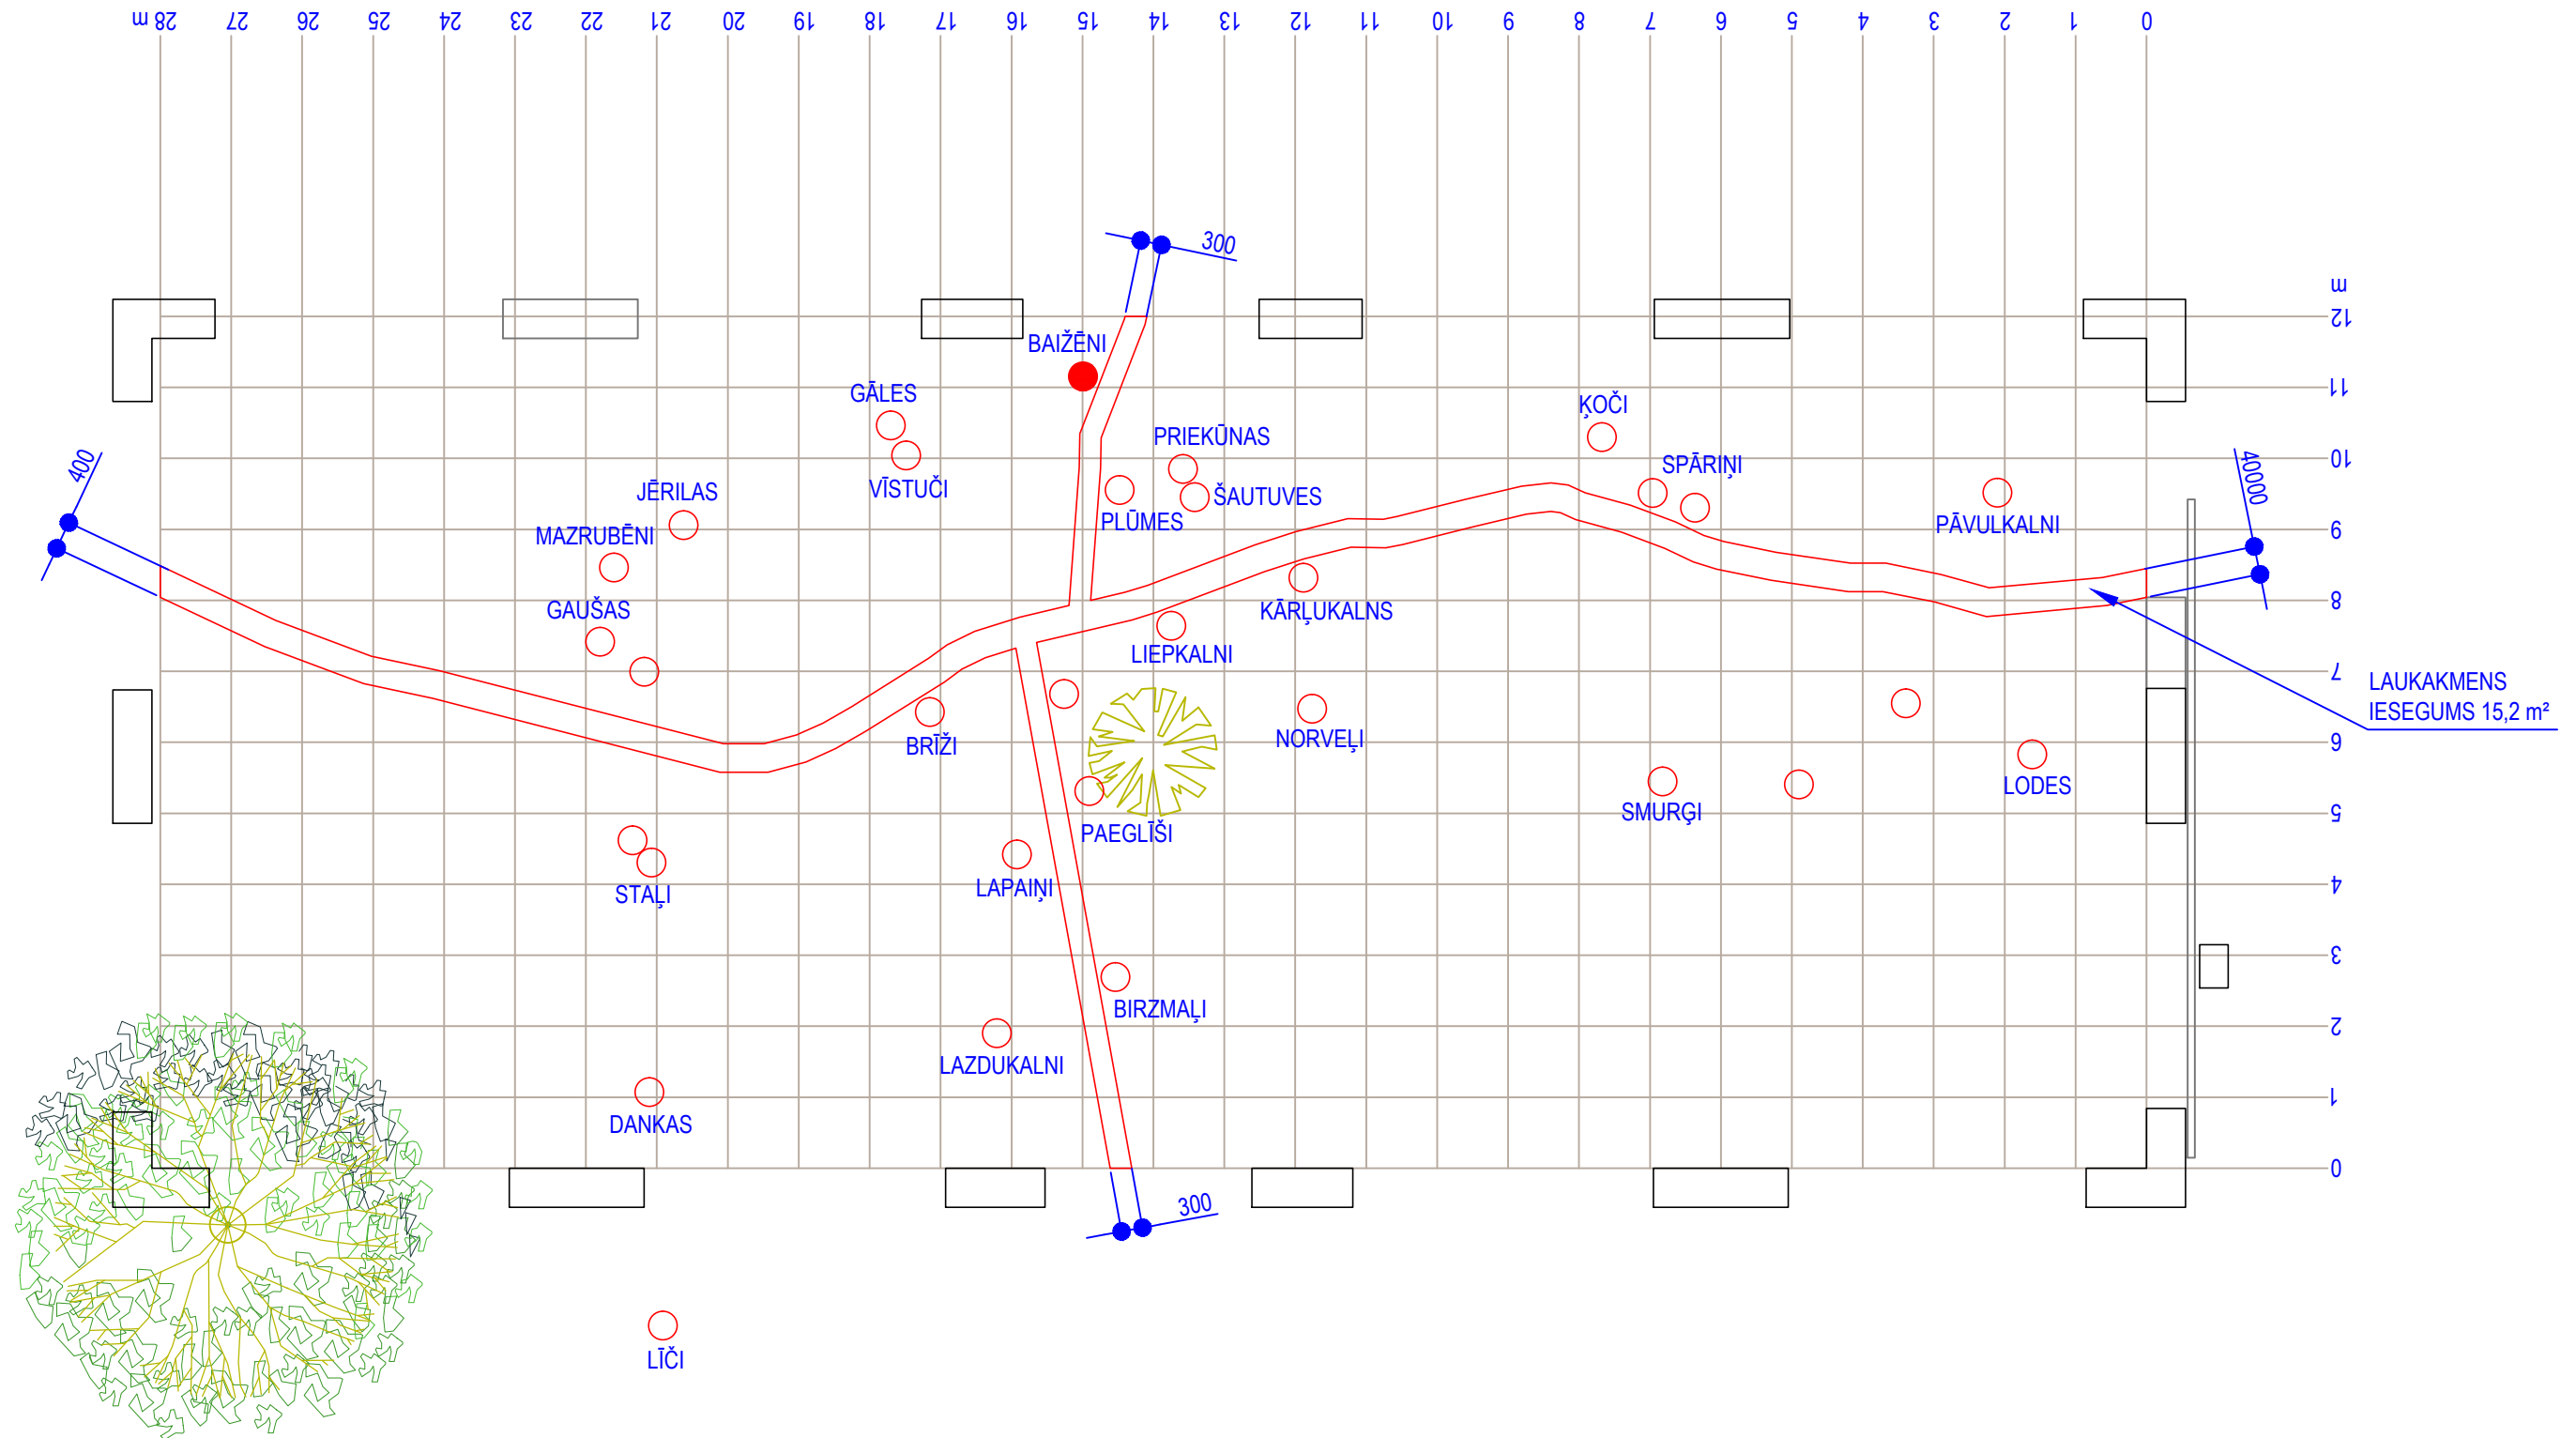 m 28 27 26 25 24 23 22 21 20 19 18 17 16 15 14 13 12 11 10 9 8 7 6 5 4 3 2 1 0
300
m
12
BAIŽĒNI
11
GĀLES
ĶOČI
PRIEKŪNAS
10
400
SPĀRIŅI
4000
VĪSTUČI
JĒRILAS
ŠAUTUVES
PLŪMES
PĀVULKALNI
9
MAZRUBĒNI
8
GAUŠAS
KĀRĻUKALNS
LIEPKALNI
7
LAUKAKMENS
IESEGUMS 15,2 m²
BRĪŽI
NORVEĻI
6
LODES
SMURĢI
5
PAEGLĪŠI
LAPAIŅI
4
STAĻI
3
BIRZMAĻI
2
LAZDUKALNI
1
DANKAS
0
300
LĪČI